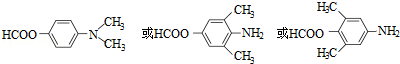 H₃C CH₃ CH₃
HCOO N 或HCOO NH₂ 或HCOO NH₂
CH₃ CH₃ H₃C